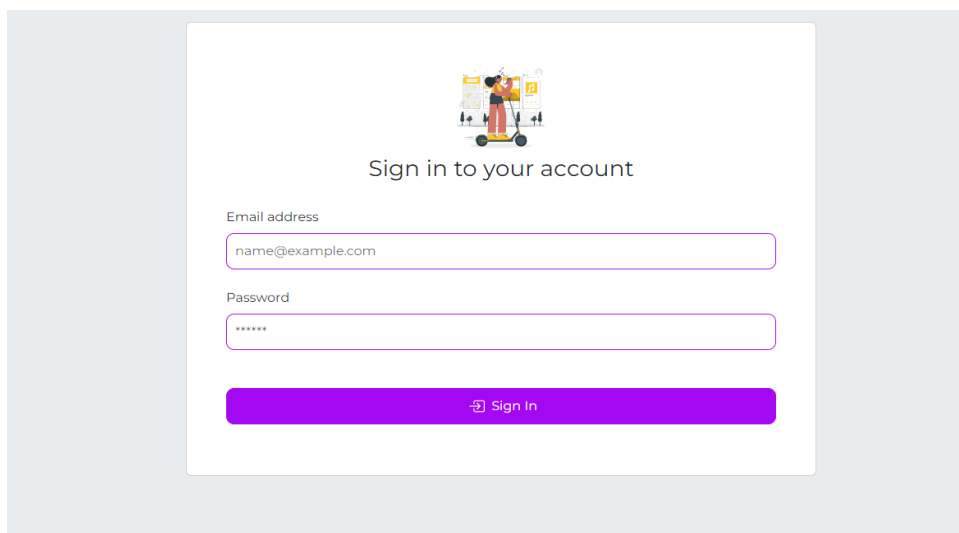 Sign in to your account
Email address
name@example.com
Password
******
Sign In